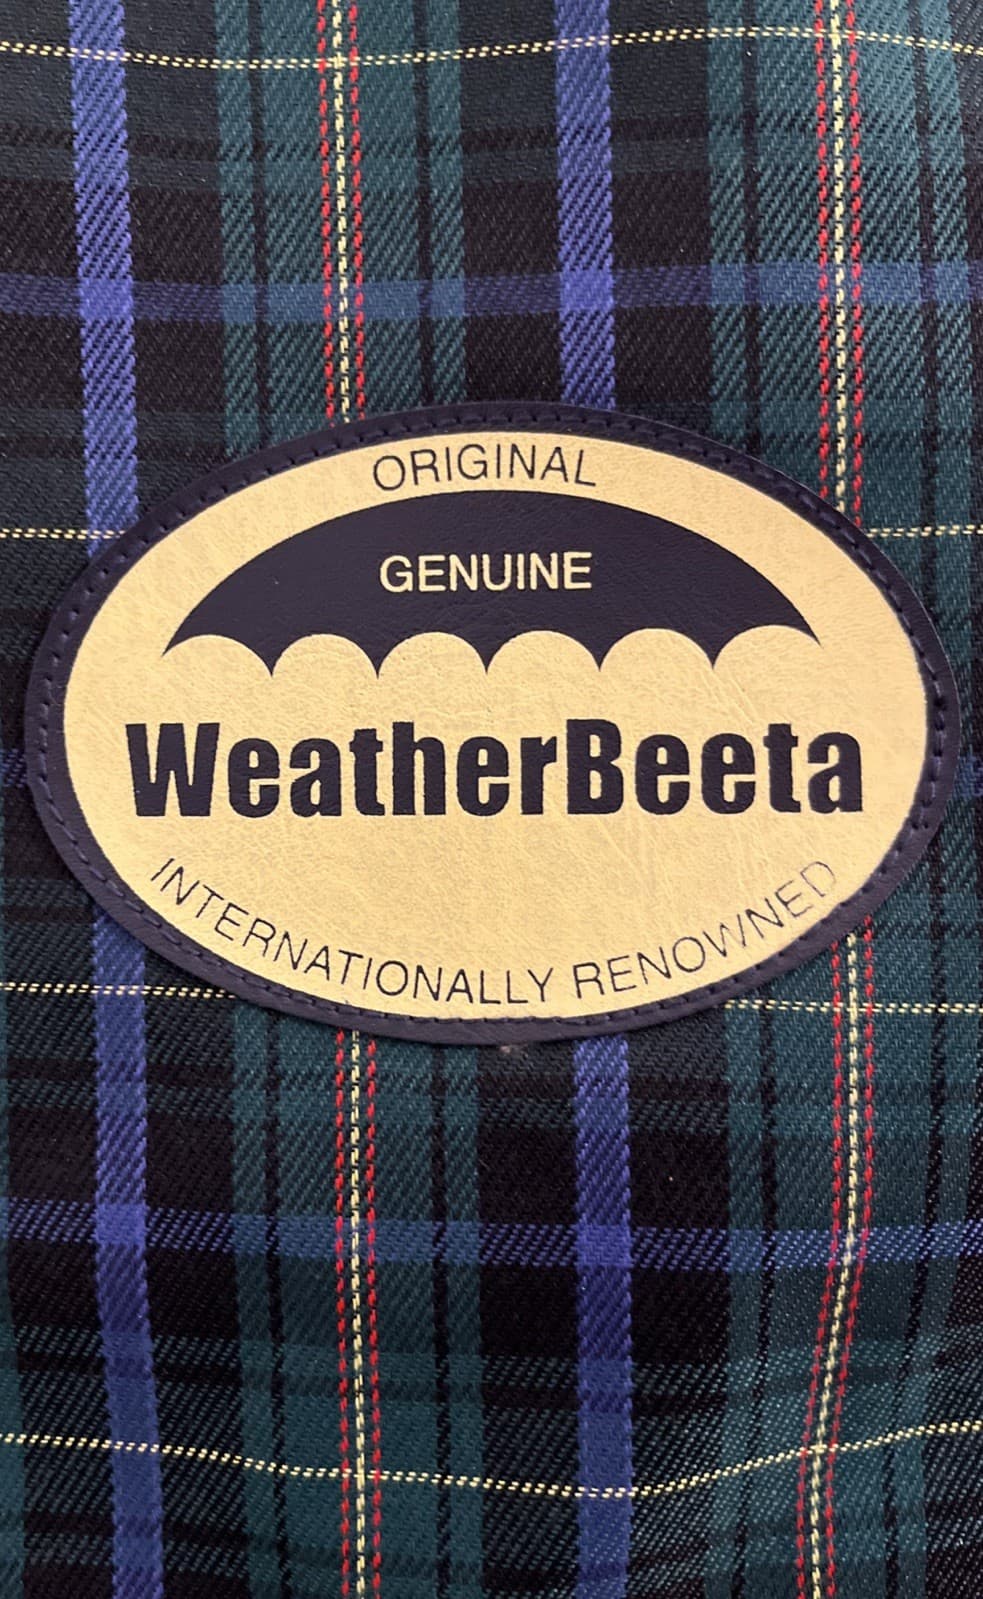 ORIGINAL
GENUINE
WeatherBeeta
INTERNATIONALLY RENOWNED